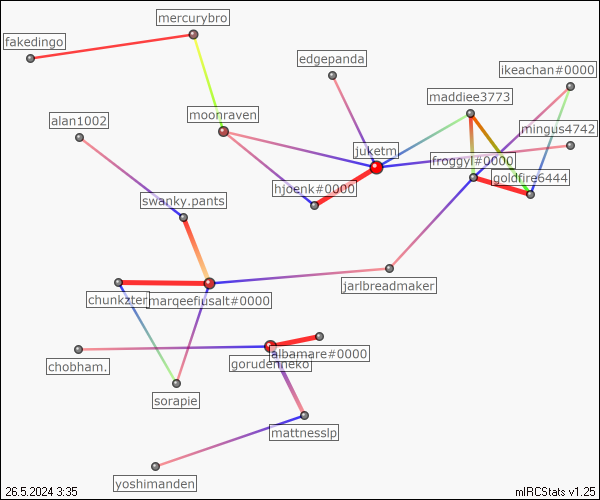 mercurybro
fakedingo
edgepanda
ikeachan#0000
maddiee3773
alan1002
moonraven
mingus4742
juketm
froggyl#0000
goldfire6444
hjoenk#0000
swanky.pants
jarlbreadmaker
chunkzter
marqeefiusalt#0000
albamare#0000
gorudenneko
chobham.
sorapie
mattnesslp
yoshimanden
26.5.2024 3:35
mIRCStats v1.25